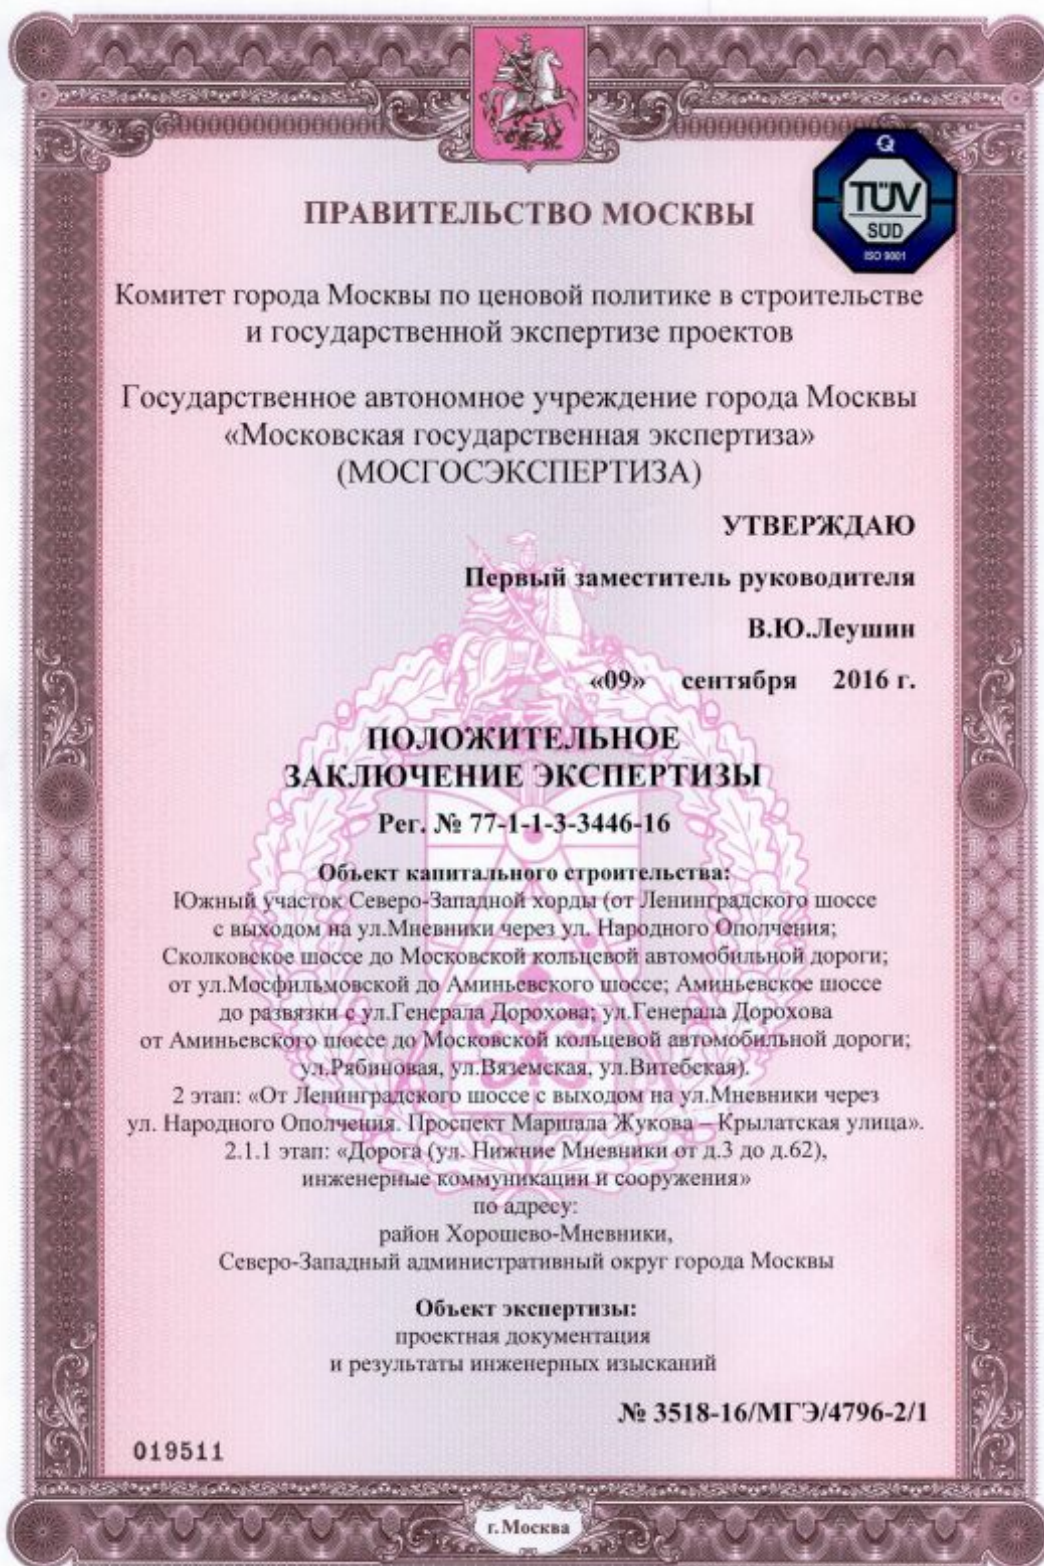 ПРАВИТЕЛЬСТВО МОСКВЫ
Q
TÜV
SÜD
ISO 9001
Комитет города Москвы по ценовой политике в строительстве
и государственной экспертизе проектов
Государственное автономное учреждение города Москвы
«Московская государственная экспертиза»
(МОСГОСЭКСПЕРТИЗА)
УТВЕРЖДАЮ
Первый заместитель руководителя
В.Ю.Леушин
«09» сентября 2016 г.
ПОЛОЖИТЕЛЬНОЕ
ЗАКЛЮЧЕНИЕ ЭКСПЕРТИЗЫ
Рег. № 77-1-1-3-3446-16
Объект капитального строительства:
Южный участок Северо-Западной хорды (от Ленинградского шоссе
с выходом на ул.Мневники через ул. Народного Ополчения;
Сколковское шоссе до Московской кольцевой автомобильной дороги;
от ул.Мосфильмовской до Аминьевского шоссе; Аминьевское шоссе
до развязки с ул.Генерала Дорохова; ул.Генерала Дорохова
от Аминьевского шоссе до Московской кольцевой автомобильной дороги;
ул.Рябиновая, ул.Вяземская, ул.Витебская).
2 этап: «От Ленинградского шоссе с выходом на ул.Мневники через
ул. Народного Ополчения. Проспект Маршала Жукова – Крылатская улица».
2.1.1 этап: «Дорога (ул. Нижние Мневники от д.3 до д.62),
инженерные коммуникации и сооружения»
по адресу:
район Хорошево-Мневники,
Северо-Западный административный округ города Москвы
Объект экспертизы:
проектная документация
и результаты инженерных изысканий
№ 3518-16/МГЭ/4796-2/1
019511
г.Москва